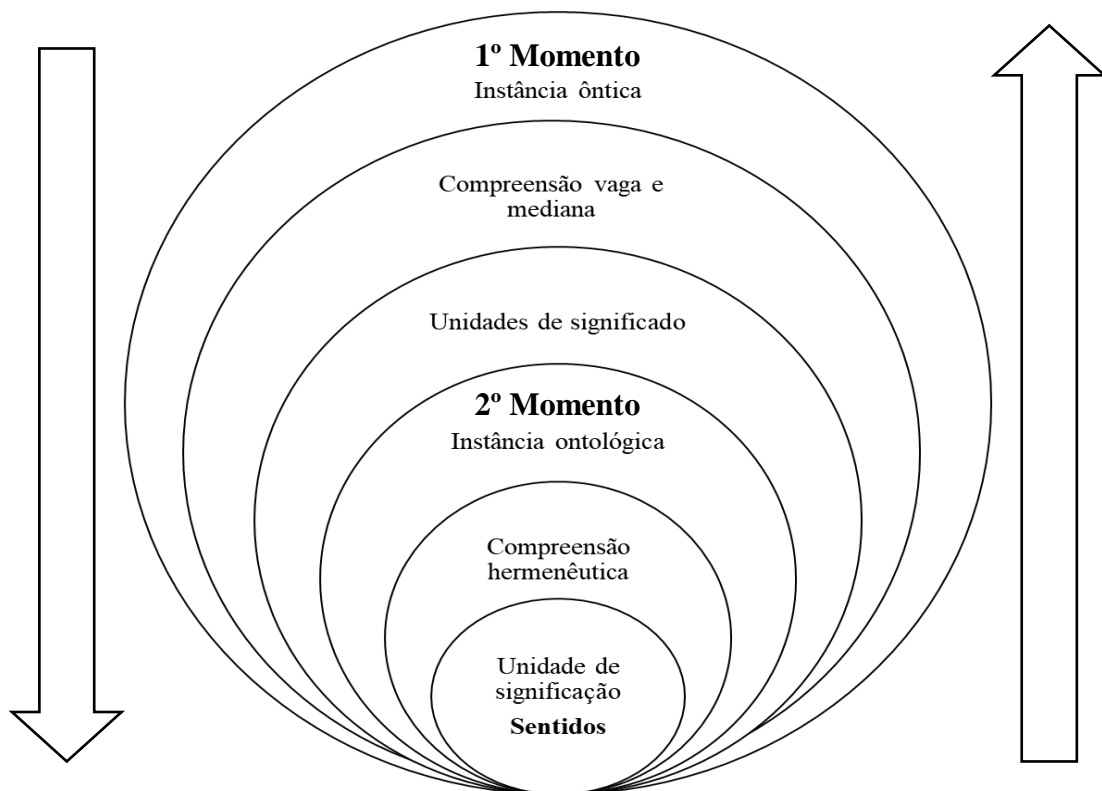 1º Momento
Instância ôntica
Compreensão vaga e
mediana
Unidades de significado
2º Momento
Instância ontológica
Compreensão
hermenêutica
Unidade de
significação
Sentidos